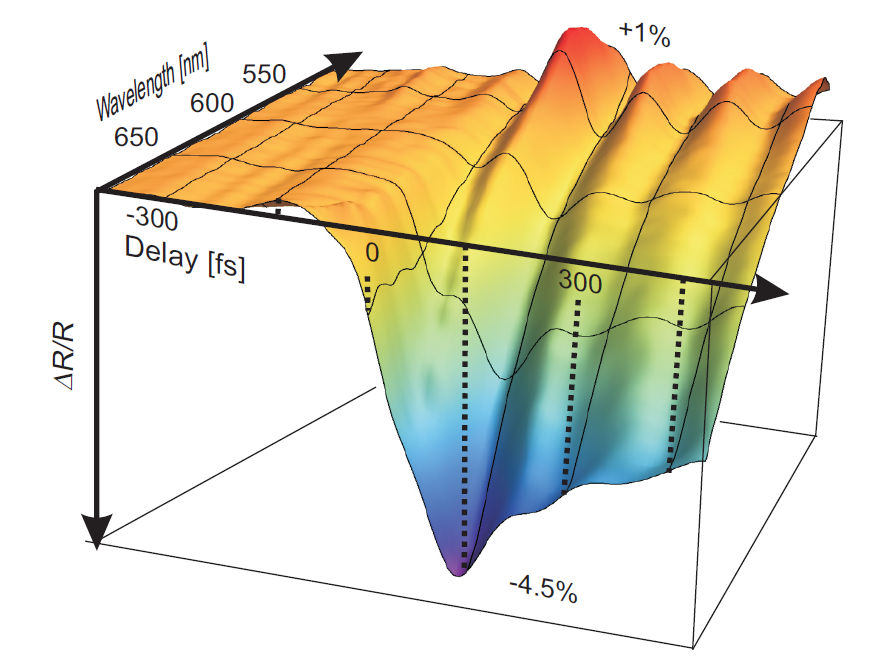 +1%
Wavelength [nm]
550
600
650
-300
Delay [fs]
0
300
ΔR/R
-4.5%